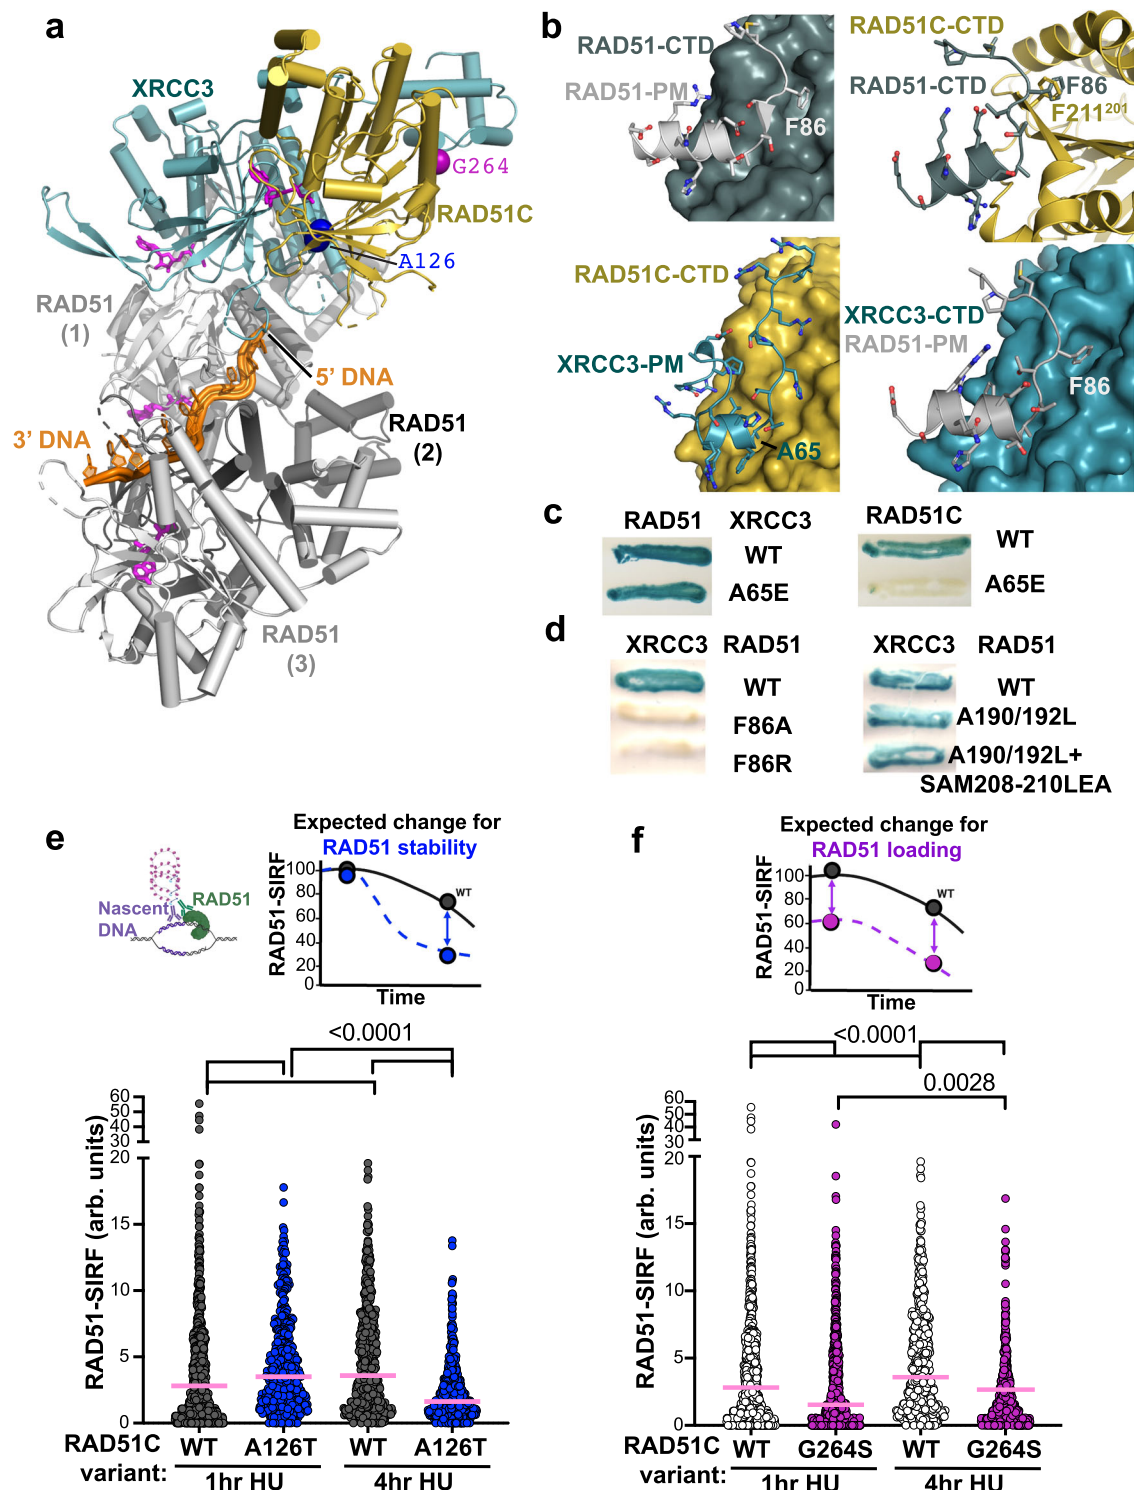 a
XRCC3
G264
RAD51C
A126
RAD51
(1)
5’ DNA
3’ DNA
RAD51
(2)
RAD51
(3)
b
RAD51-CTD
RAD51-PM
F86
RAD51C-CTD
RAD51-CTD
F86
F211²⁰¹
RAD51C-CTD
XRCC3-PM
A65
XRCC3-CTD
RAD51-PM
F86
c
RAD51 XRCC3
WT
A65E
RAD51C
WT
A65E
d
XRCC3 RAD51
WT
F86A
F86R
XRCC3 RAD51
WT
A190/192L
A190/192L+
SAM208-210LEA
e
RAD51
Nascent
DNA
Expected change for
RAD51 stability
RAD51-SIRF
100
80
60
40
20
0
WT
Time
<0.0001
RAD51-SIRF (arb. units)
60
50
40
30
20
15
10
5
0
RAD51C
variant:
WT A126T WT A126T
1hr HU 4hr HU
f
Expected change for
RAD51 loading
RAD51-SIRF
100
80
60
40
20
0
WT
Time
<0.0001
0.0028
RAD51-SIRF (arb. units)
60
50
40
30
20
15
10
5
0
RAD51C
variant:
WT G264S WT G264S
1hr HU 4hr HU